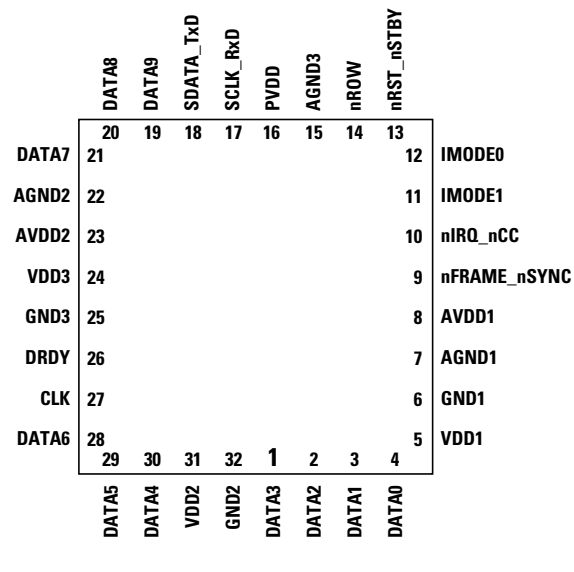 DATA8 DATA9 SDATA_TxD SCLK_RxD PVDD AGND3 nROW nRST_nSTBY
20 19 18 17 16 15 14 13
DATA7 21 12 IMODE0
AGND2 22 11 IMODE1
AVDD2 23 10 nIRQ_nCC
VDD3 24 9 nFRAME_nSYNC
GND3 25 8 AVDD1
DRDY 26 7 AGND1
CLK 27 6 GND1
DATA6 28 5 VDD1
29 30 31 32 1 2 3 4
DATA5 DATA4 VDD2 GND2 DATA3 DATA2 DATA1 DATA0